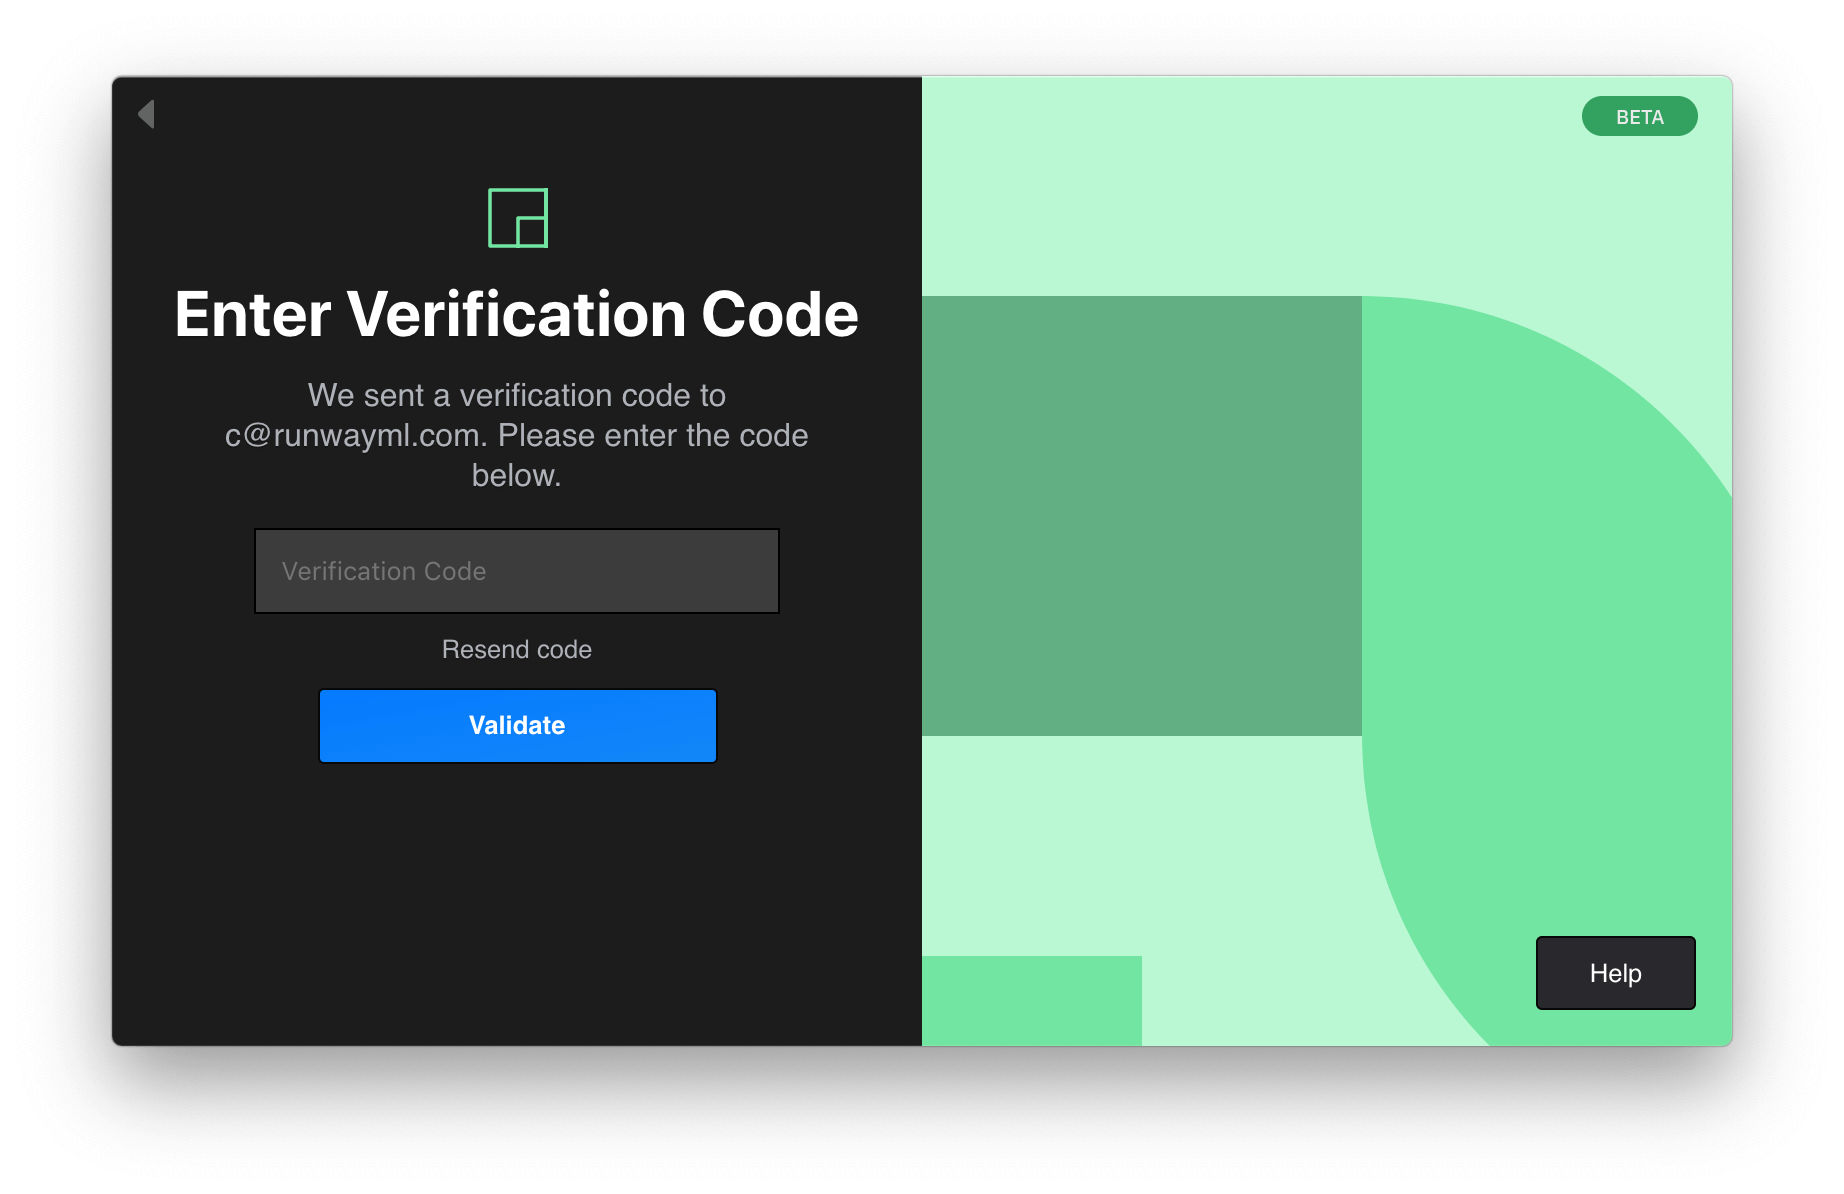 BETA
Enter Verification Code
We sent a verification code to
c@runwayml.com. Please enter the code
below.
Verification Code
Resend code
Validate
Help